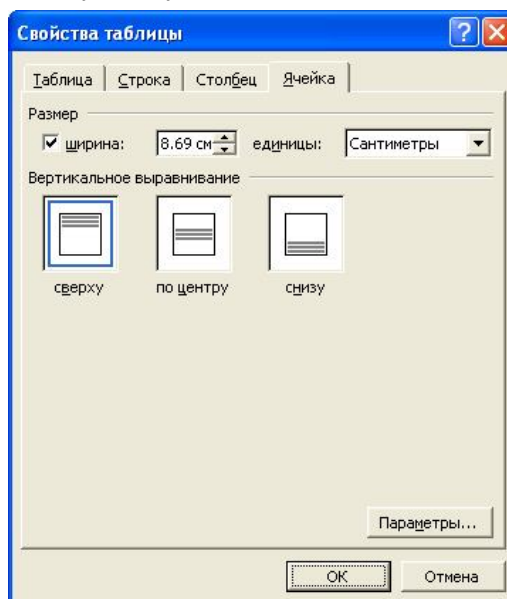 Свойства таблицы
Таблица Строка Столбец Ячейка
Размер
ширина: 8.69 см единицы: Сантиметры
Вертикальное выравнивание
сверху по центру снизу
Параметры...
ОК Отмена